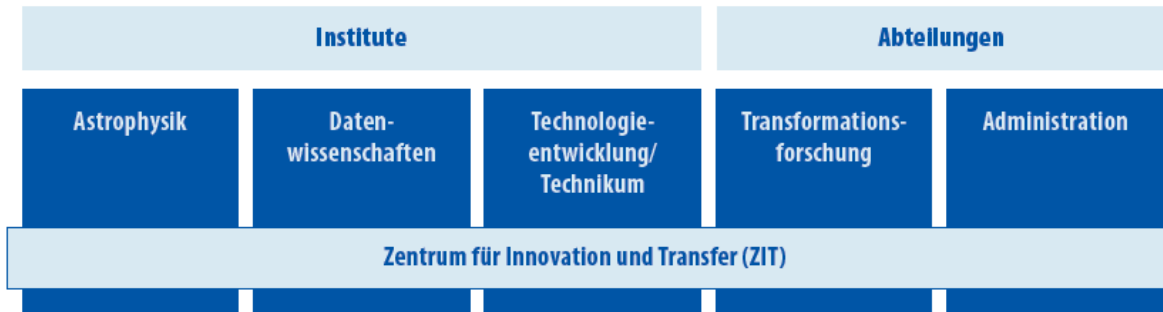 Institute
Abteilungen
Astrophysik
Daten-
wissenschaften
Technologie-
entwicklung/
Technikum
Transformations-
forschung
Administration
Zentrum für Innovation und Transfer (ZIT)